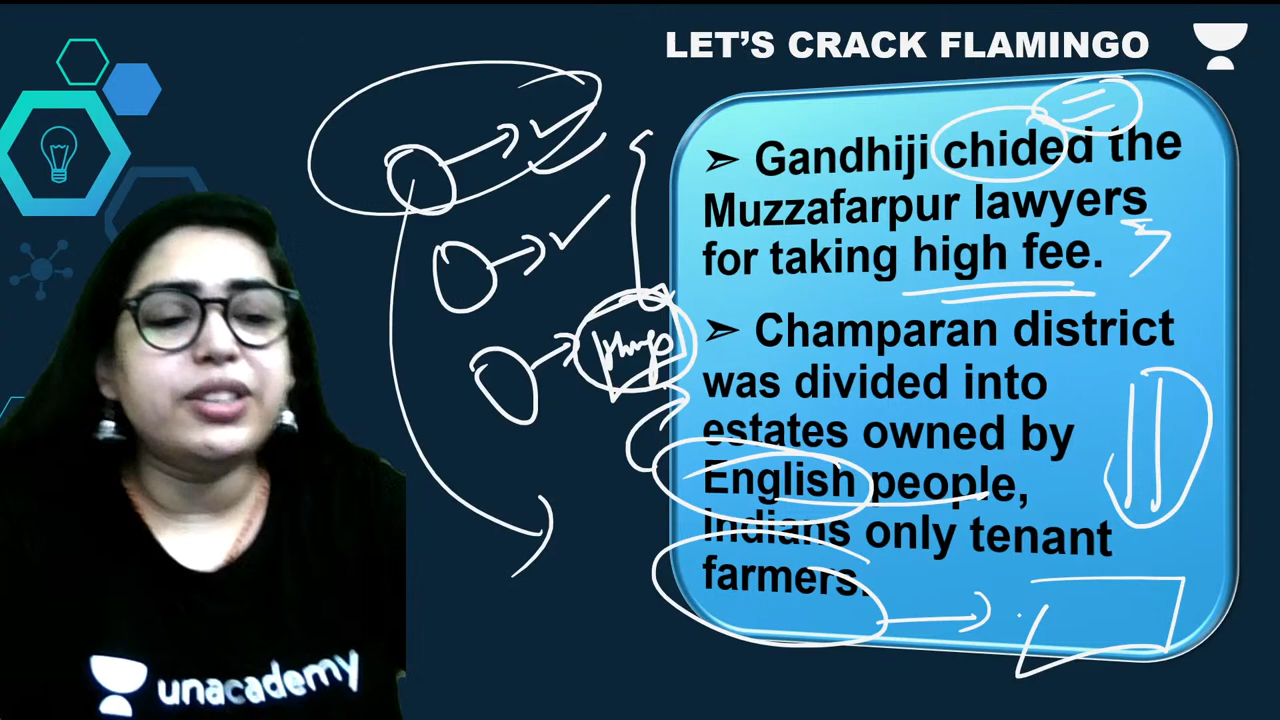 LET'S CRACK FLAMINGO
➢ Gandhiji chided the
Muzzafarpur lawyers
for taking high fee.
➢ Champaran district
was divided into
estates owned by
English people,
Indians only tenant
farmers.
unacademy